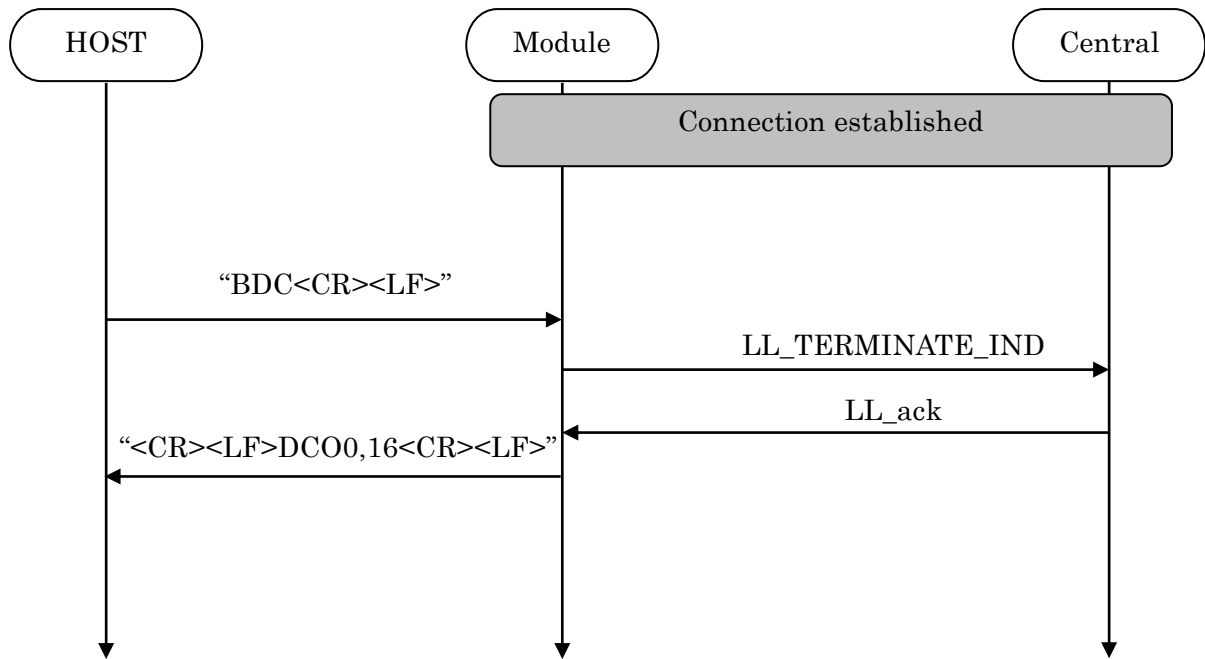 HOST
Module
Central
Connection established
“BDC<CR><LF>”
LL_TERMINATE_IND
LL_ack
“<CR><LF>DCO0,16<CR><LF>”